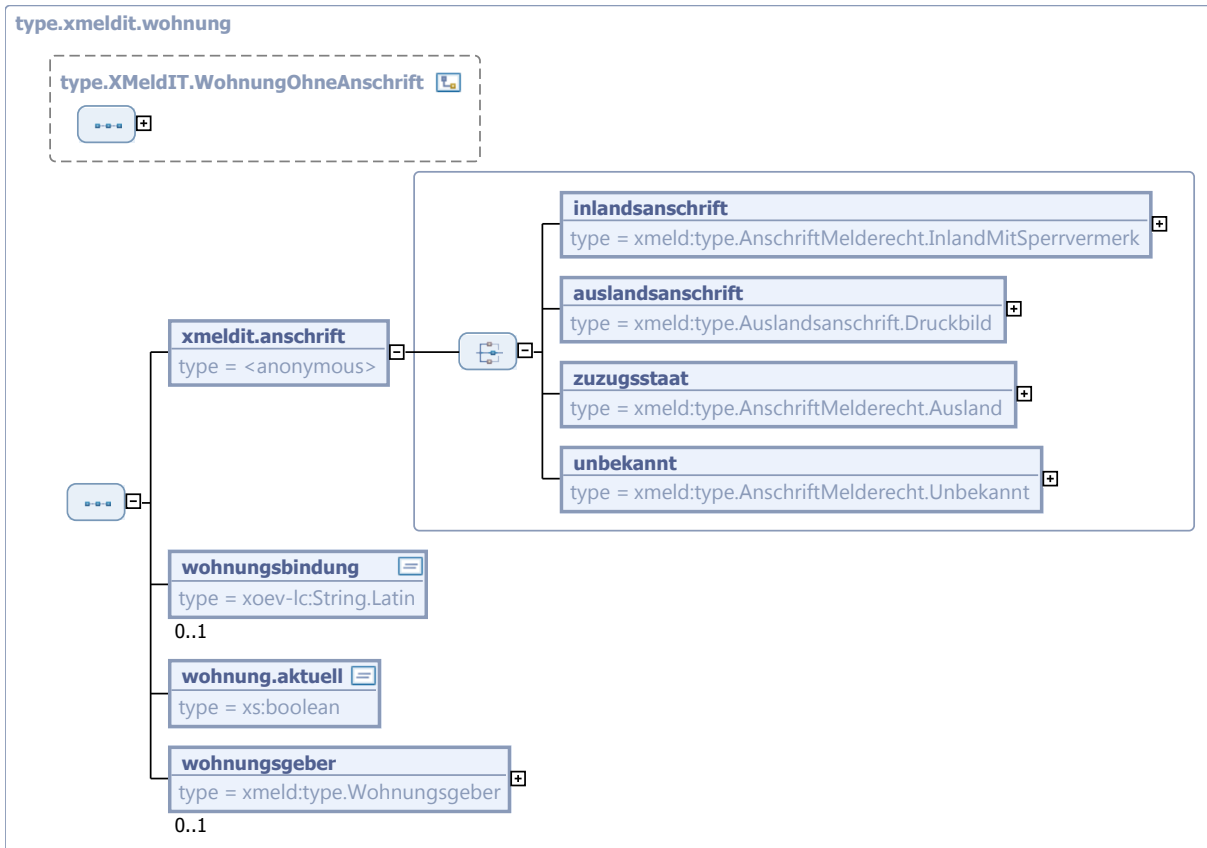 type.xmeldit.wohnung
type.XMeldIT.WohnungOhneAnschrift
inlandsanschrift
type = xmeld:type.AnschriftMelderecht.InlandMitSperrvermerk
auslandsanschrift
type = xmeld:type.Auslandsanschrift.Druckbild
xmeldit.anschrift
type = <anonymous>
zuzugsstaat
type = xmeld:type.AnschriftMelderecht.Ausland
unbekannt
type = xmeld:type.AnschriftMelderecht.Unbekannt
wohnungsbindung
type = xoev-lc:String.Latin
0..1
wohnung.aktuell
type = xs:boolean
wohnungsgeber
type = xmeld:type.Wohnungsgeber
0..1